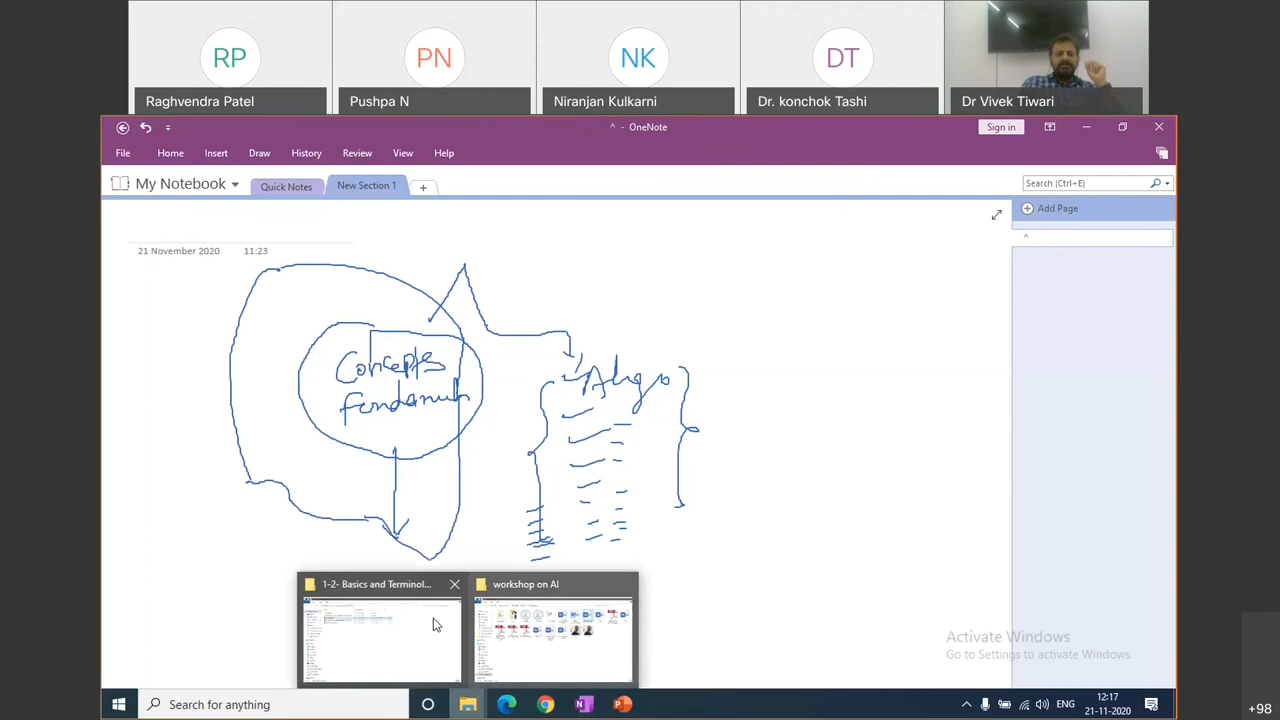 RP
PN
NK
DT
Raghvendra Patel
Pushpa N
Niranjan Kulkarni
Dr. konchok Tashi
Dr Vivek Tiwari
^ - OneNote
Sign in
File
Home
Insert
Draw
History
Review
View
Help
My Notebook
Quick Notes
New Section 1
+
Search (Ctrl+E)
Add Page
^
21 November 2020
11:23
Concepts
Algo
1-2- Basics and Terminol...
workshop on AI
Activate Windows
Go to Settings to activate Windows.
Search for anything
ENG
12:17
21-11-2020
+98